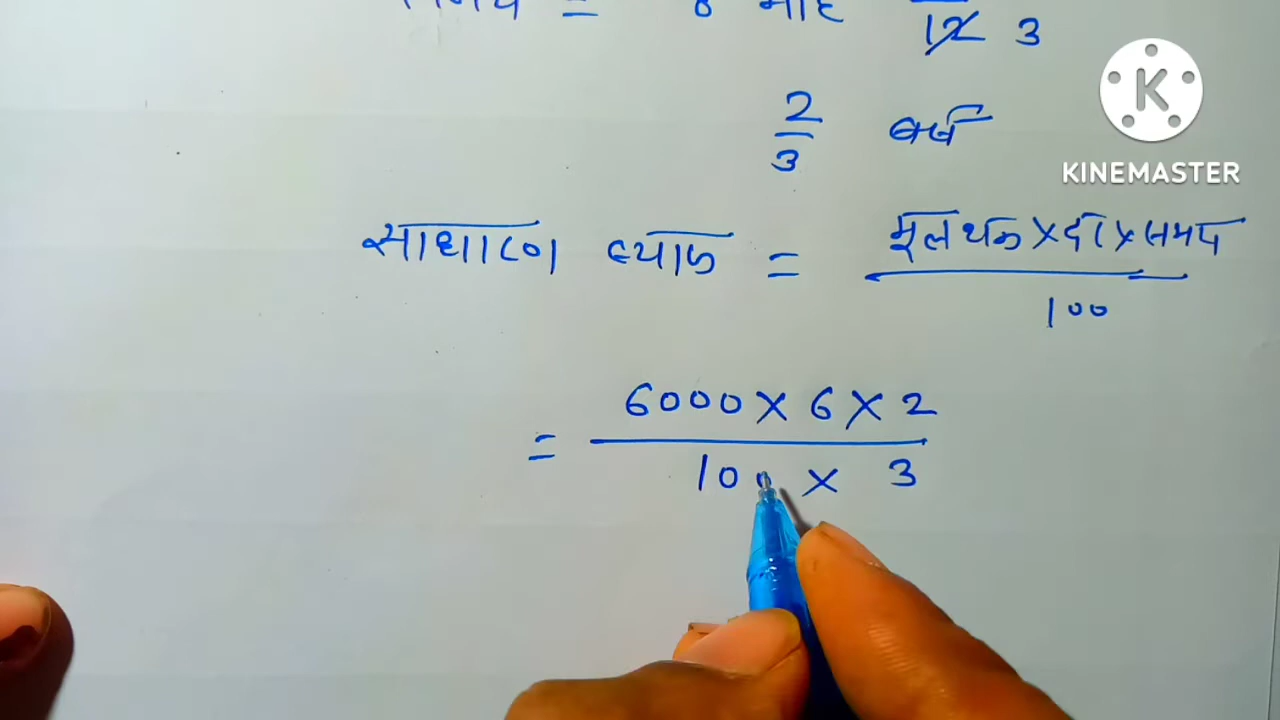 = 8 माह 12 3
2
3 वर्ष
साधारण ब्याज = मूलधन × दर × समय
100
= 6000 × 6 × 2
100 × 3
K
KINEMASTER